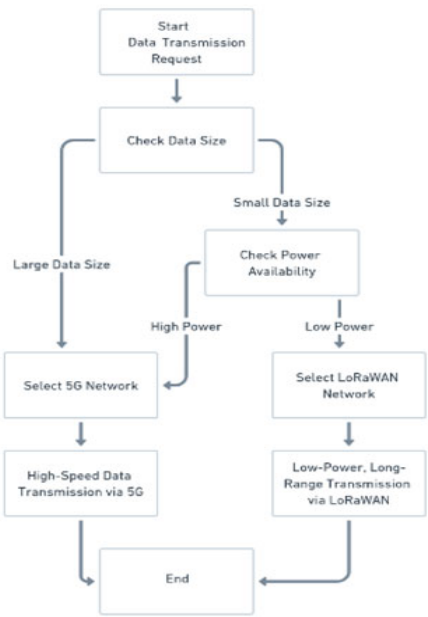 Start
Data Transmission
Request
Check Data Size
Small Data Size
Check Power
Availability
Large Data Size
High Power
Low Power
Select 5G Network
Select LoRaWAN
Network
High-Speed Data
Transmission via 5G
Low-Power, Long-
Range Transmission
via LoRaWAN
End